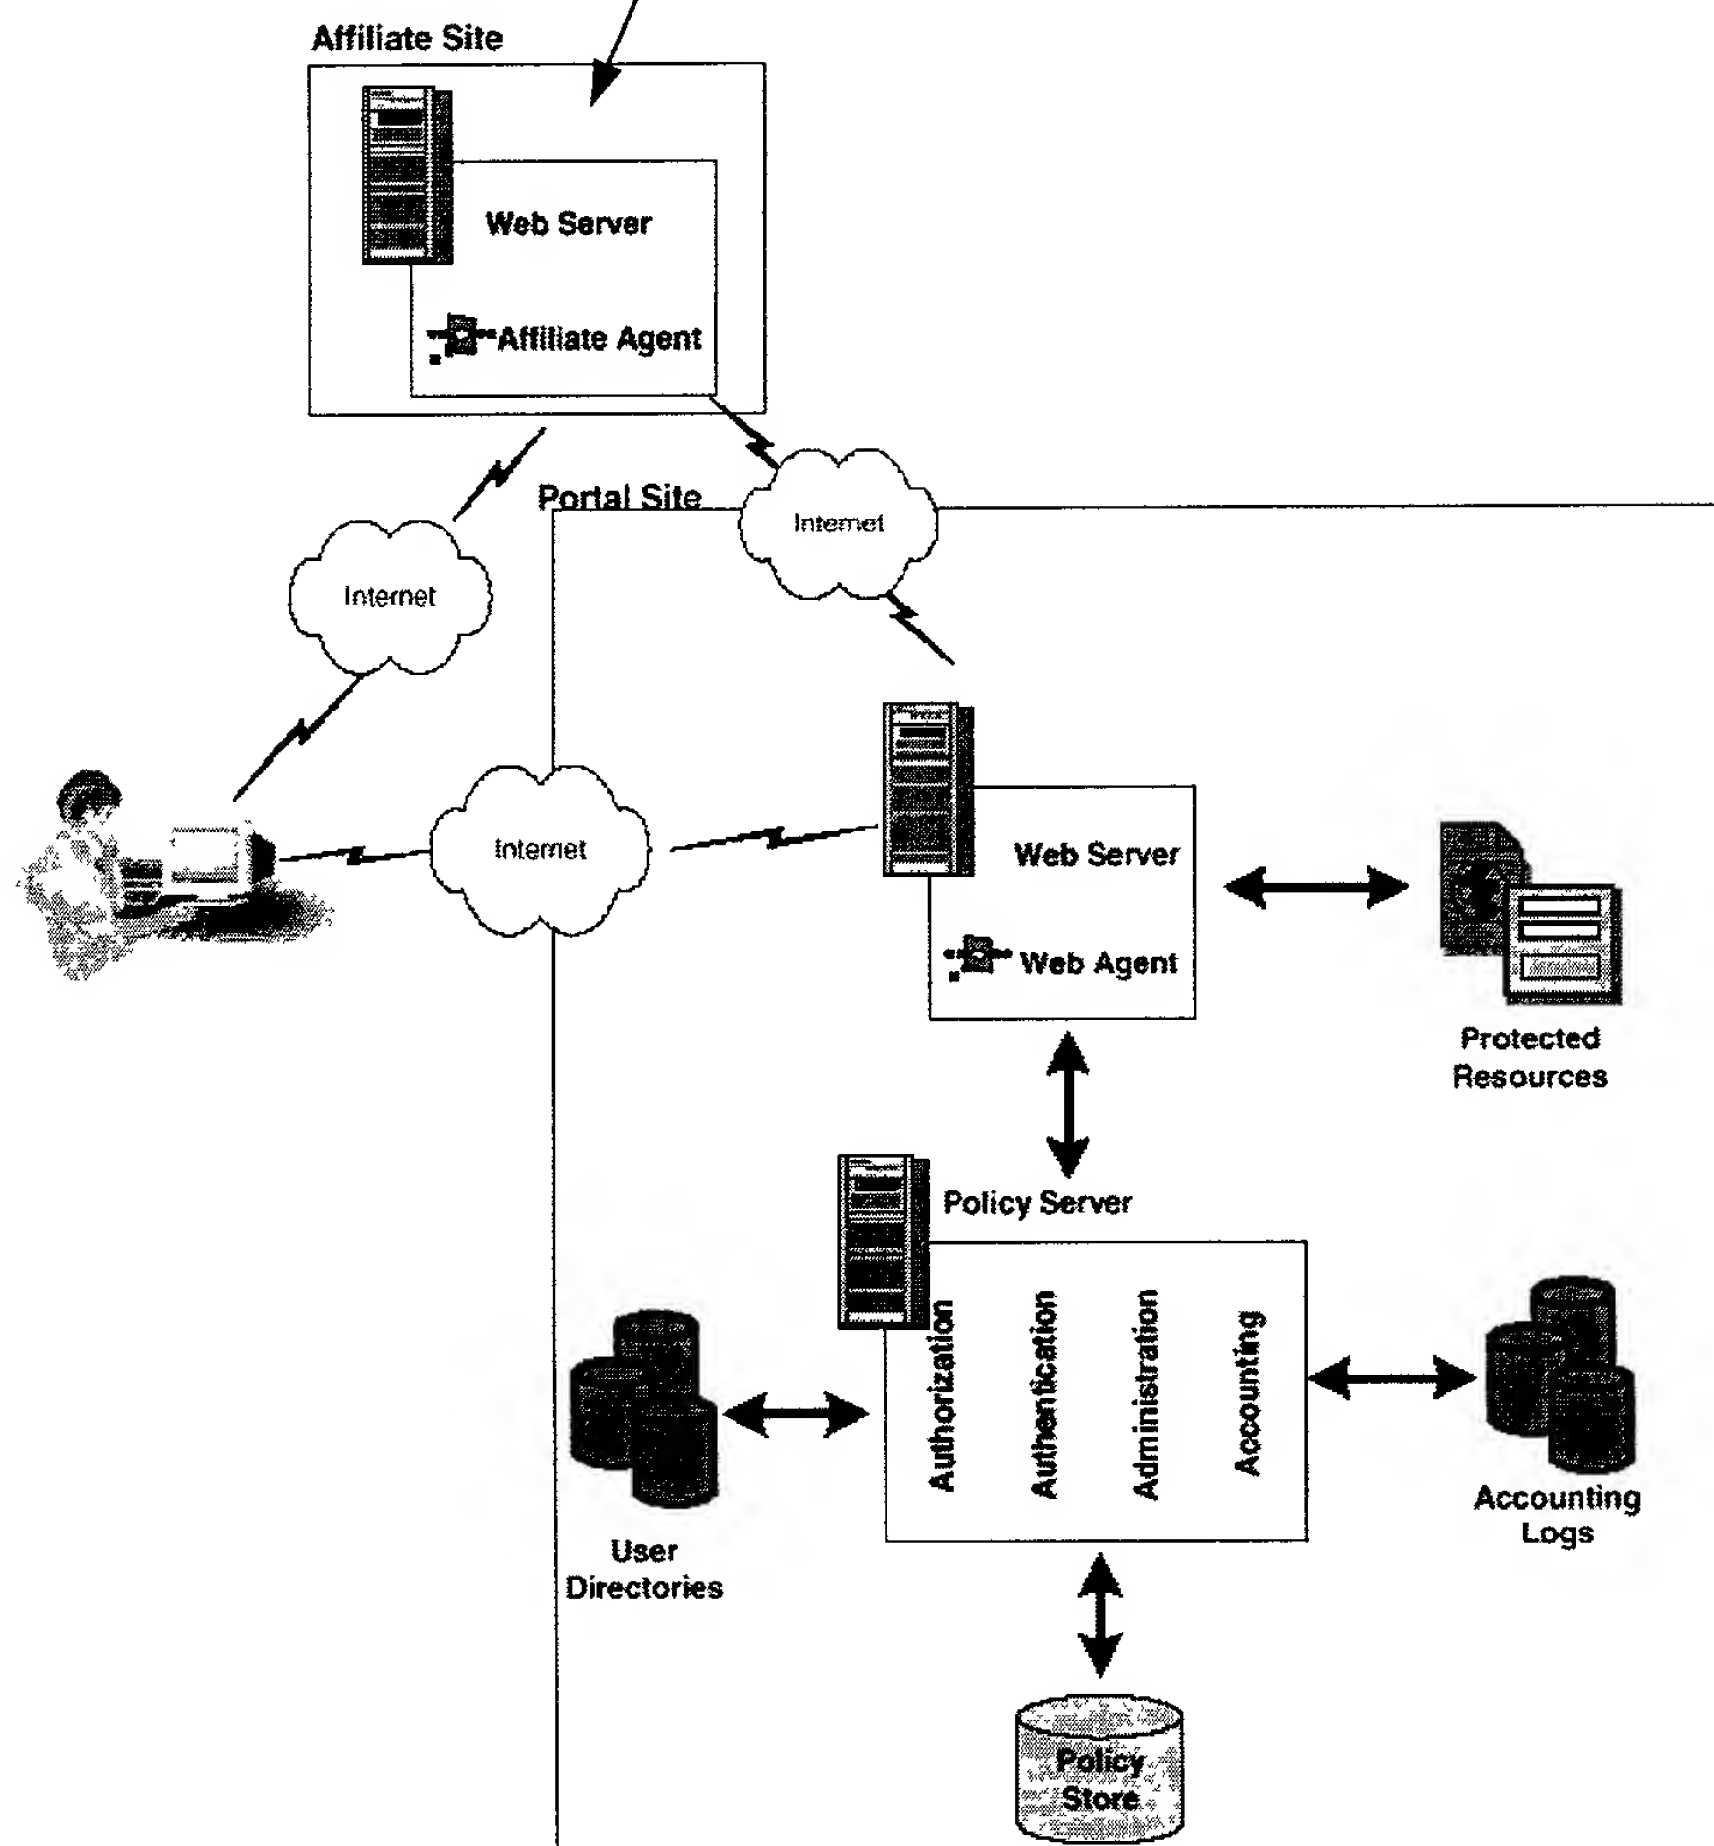 Affiliate Site
Web Server
Affiliate Agent
Portal Site
Internet
Internet
Internet
Web Server
Web Agent
Protected
Resources
Policy Server
Authorization
Authentication
Administration
Accounting
User
Directories
Accounting
Logs
Policy
Store